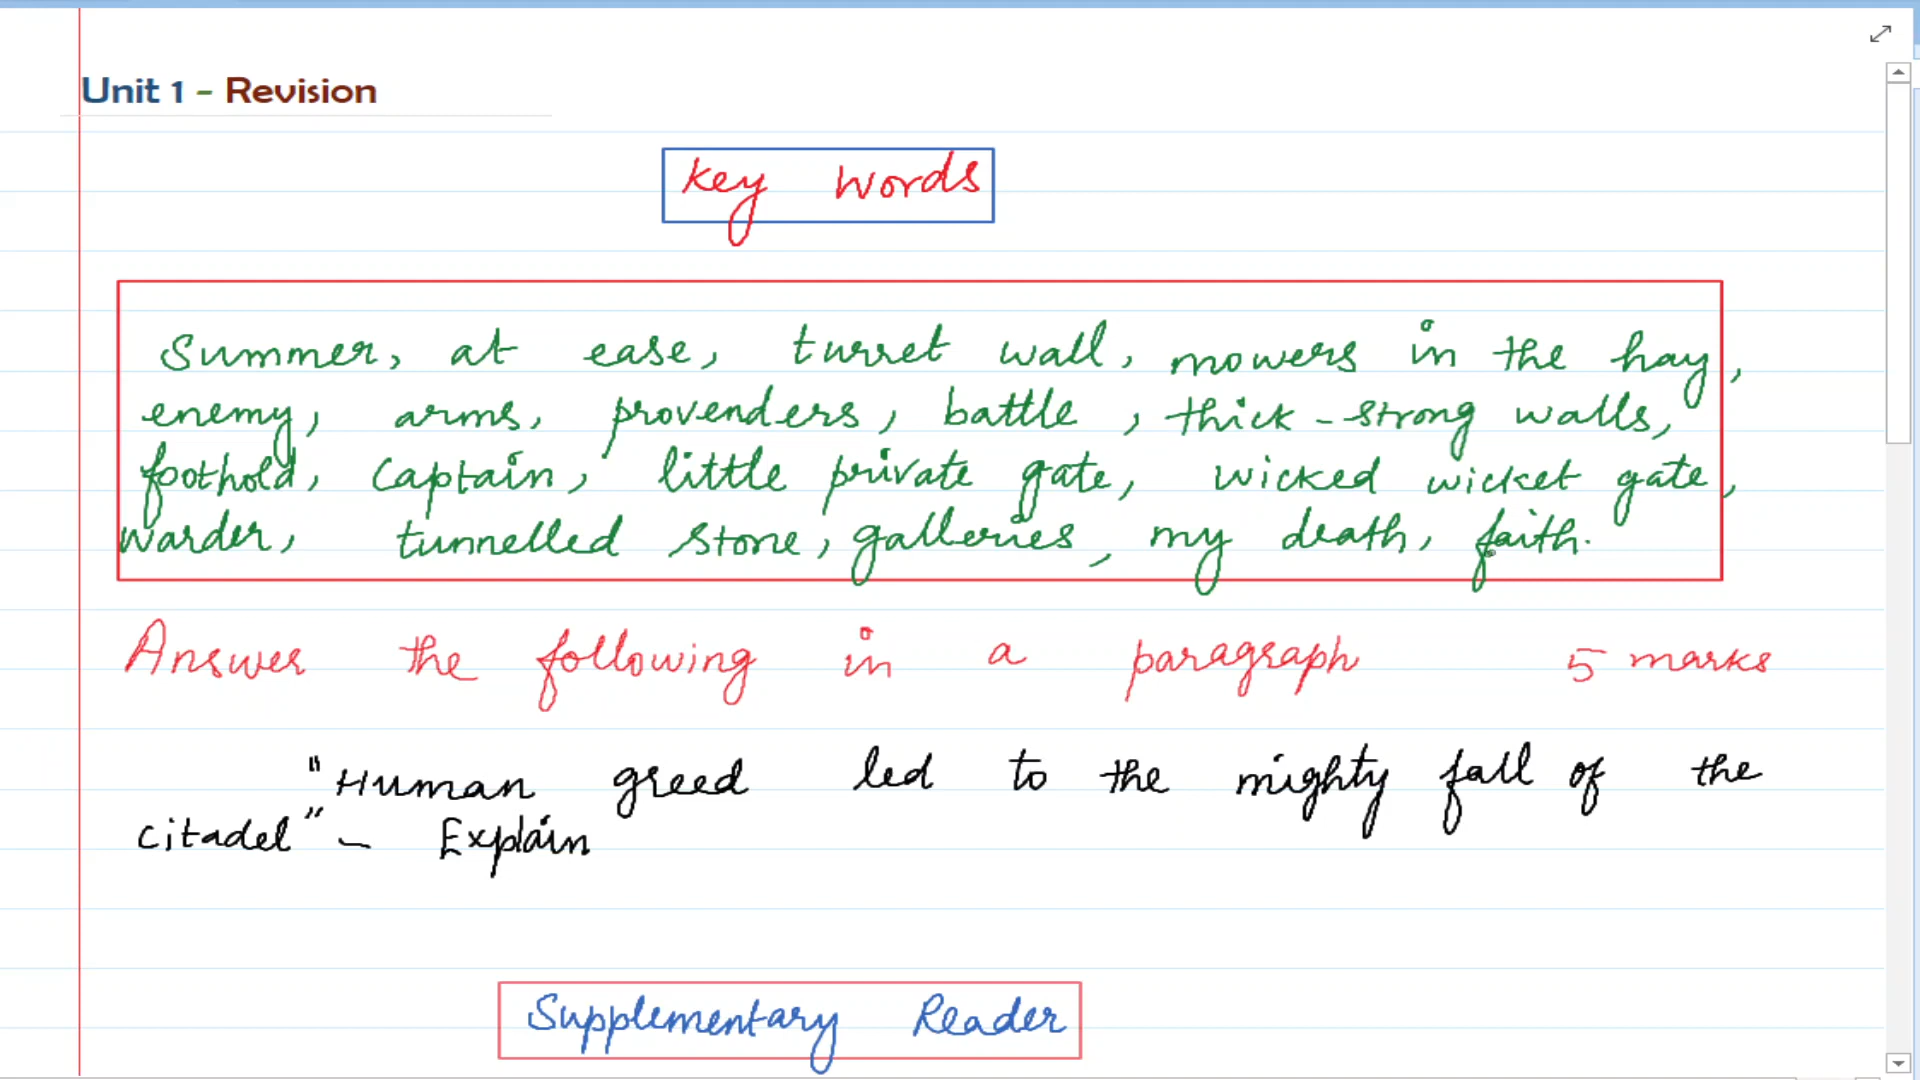 Unit 1 - Revision
Key Words
Summer, at ease, turret wall, mowers in the hay,
enemy, arms, provenders, battle, thick-strong walls,
foothold, Captain, little private gate, wicked wicket gate,
warder, tunnelled stone, galleries, my death, faith.
Answer the following in a paragraph 5 marks
"Human greed led to the mighty fall of the
citadel" - Explain
Supplementary Reader